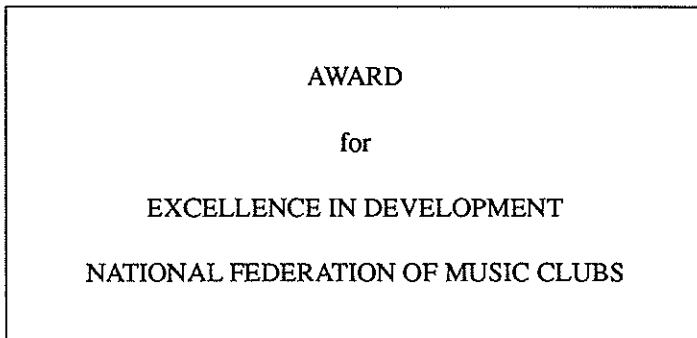 AWARD
for
EXCELLENCE IN DEVELOPMENT
NATIONAL FEDERATION OF MUSIC CLUBS